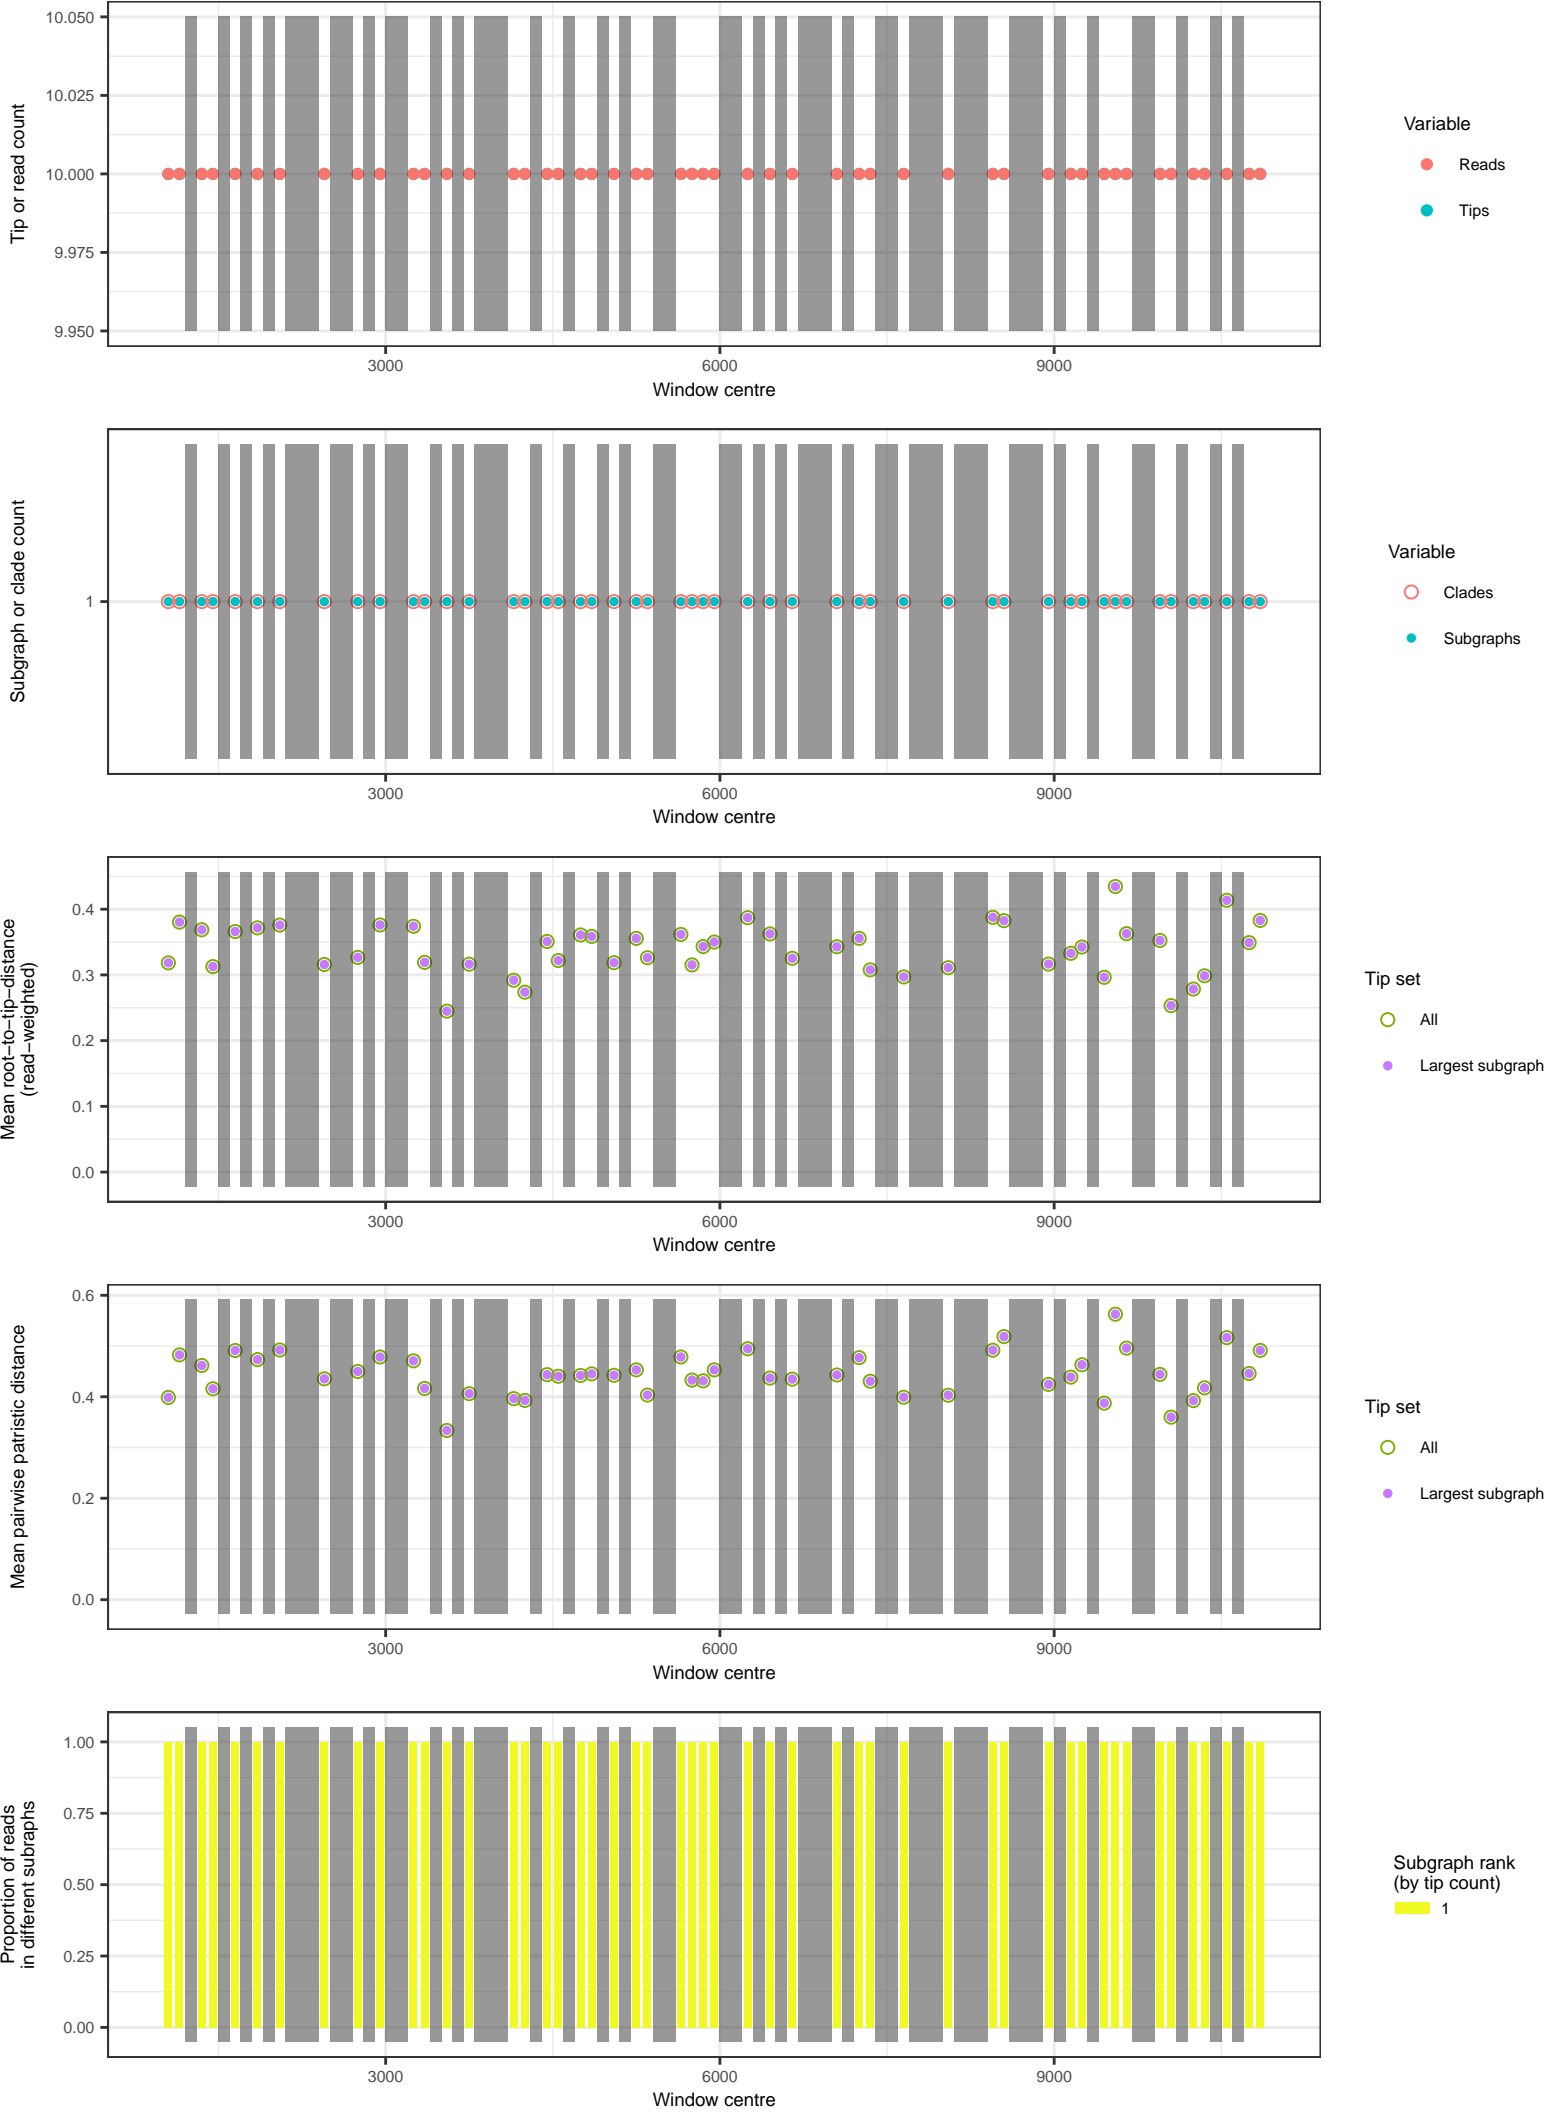 10.050
10.025
10.000
9.975
9.950
Tip or read count
3000
6000
9000
Window centre
Variable
Reads
Tips
1
Subgraph or clade count
3000
6000
9000
Window centre
Variable
Clades
Subgraphs
0.4
0.3
0.2
0.1
0.0
Mean root−to−tip−distance
(read−weighted)
3000
6000
9000
Window centre
Tip set
All
Largest subgraph
0.6
0.4
0.2
0.0
Mean pairwise patristic distance
3000
6000
9000
Window centre
Tip set
All
Largest subgraph
1.00
0.75
0.50
0.25
0.00
Proportion of reads
in different subraphs
3000
6000
9000
Window centre
Subgraph rank
(by tip count)
1